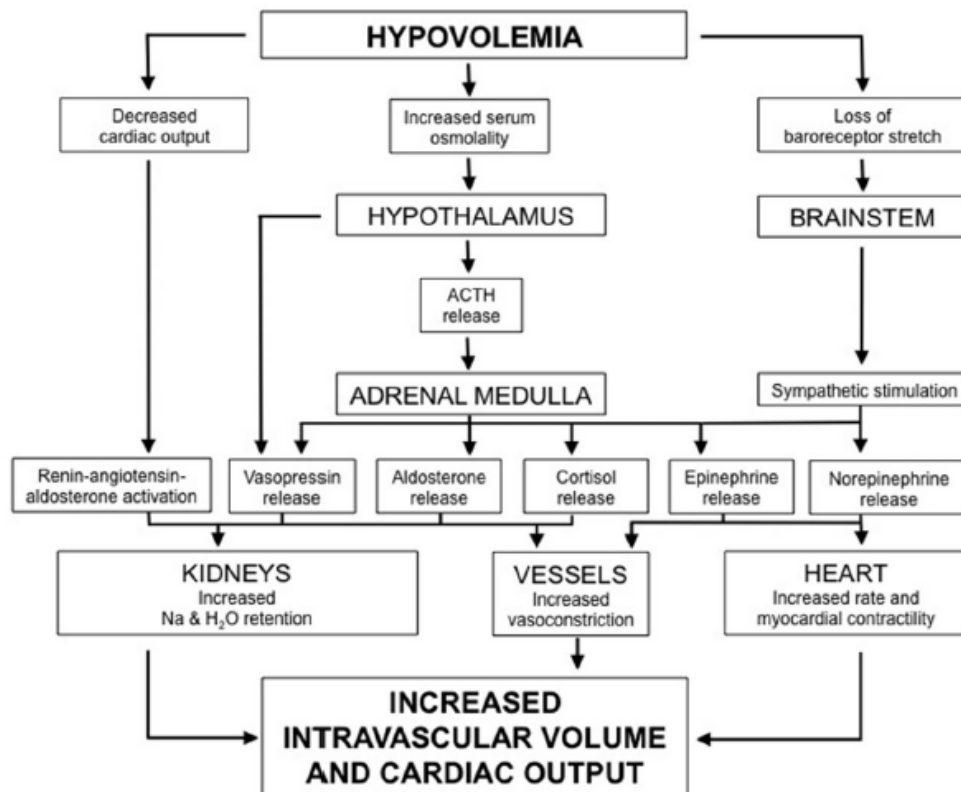 HYPOVOLEMIA
Decreased
cardiac output
Increased serum
osmolality
Loss of
baroreceptor stretch
HYPOTHALAMUS
BRAINSTEM
ACTH
release
ADRENAL MEDULLA
Sympathetic stimulation
Renin-angiotensin-
aldosterone activation
Vasopressin
release
Aldosterone
release
Cortisol
release
Epinephrine
release
Norepinephrine
release
KIDNEYS
Increased
Na & H₂O retention
VESSELS
Increased
vasoconstriction
HEART
Increased rate and
myocardial contractility
INCREASED
INTRAVASCULAR VOLUME
AND CARDIAC OUTPUT